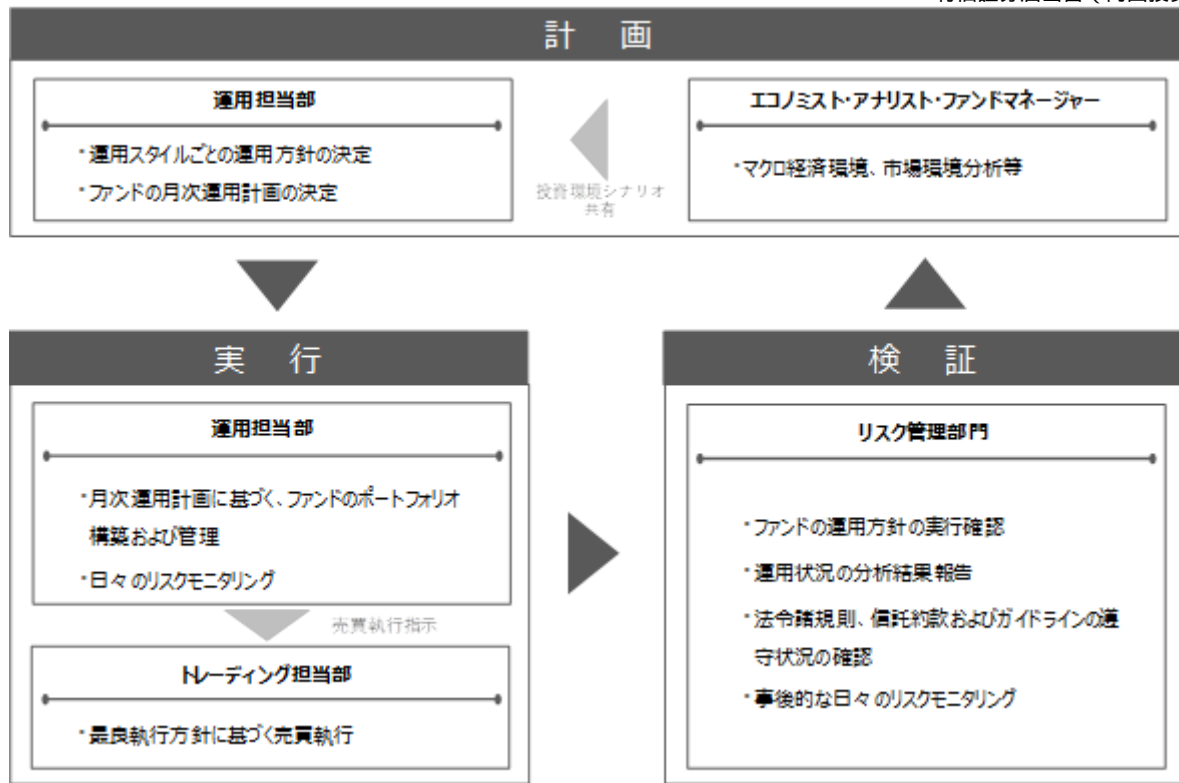 計 画
運用担当部
・運用スタイルごとの運用方針の決定
・ファンドの月次運用計画の決定
投資環境シナリオ
共有
エコノミスト・アナリスト・ファンドマネージャー
・マクロ経済環境、市場環境分析等
実 行
運用担当部
・月次運用計画に基づく、ファンドのポートフォリオ
構築および管理
・日々のリスクモニタリング
売買執行指示
トレーディング担当部
・最良執行方針に基づく売買執行
検 証
リスク管理部門
・ファンドの運用方針の実行確認
・運用状況の分析結果報告
・法令諸規則、信託約款およびガイドラインの遵
守状況の確認
・事後的な日々のリスクモニタリング